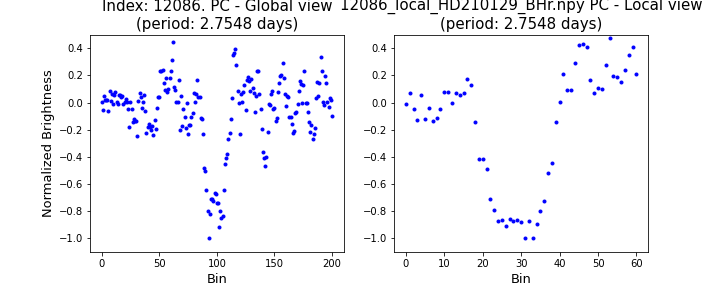 Index: 12086. PC - Global view
(period: 2.7548 days)
12086_local_HD210129_BHr.npy PC - Local view
(period: 2.7548 days)
Normalized Brightness
0.4
0.2
0.0
−0.2
−0.4
−0.6
−0.8
−1.0
0 50 100 150 200
Bin
0.4
0.2
0.0
−0.2
−0.4
−0.6
−0.8
−1.0
0 10 20 30 40 50 60
Bin